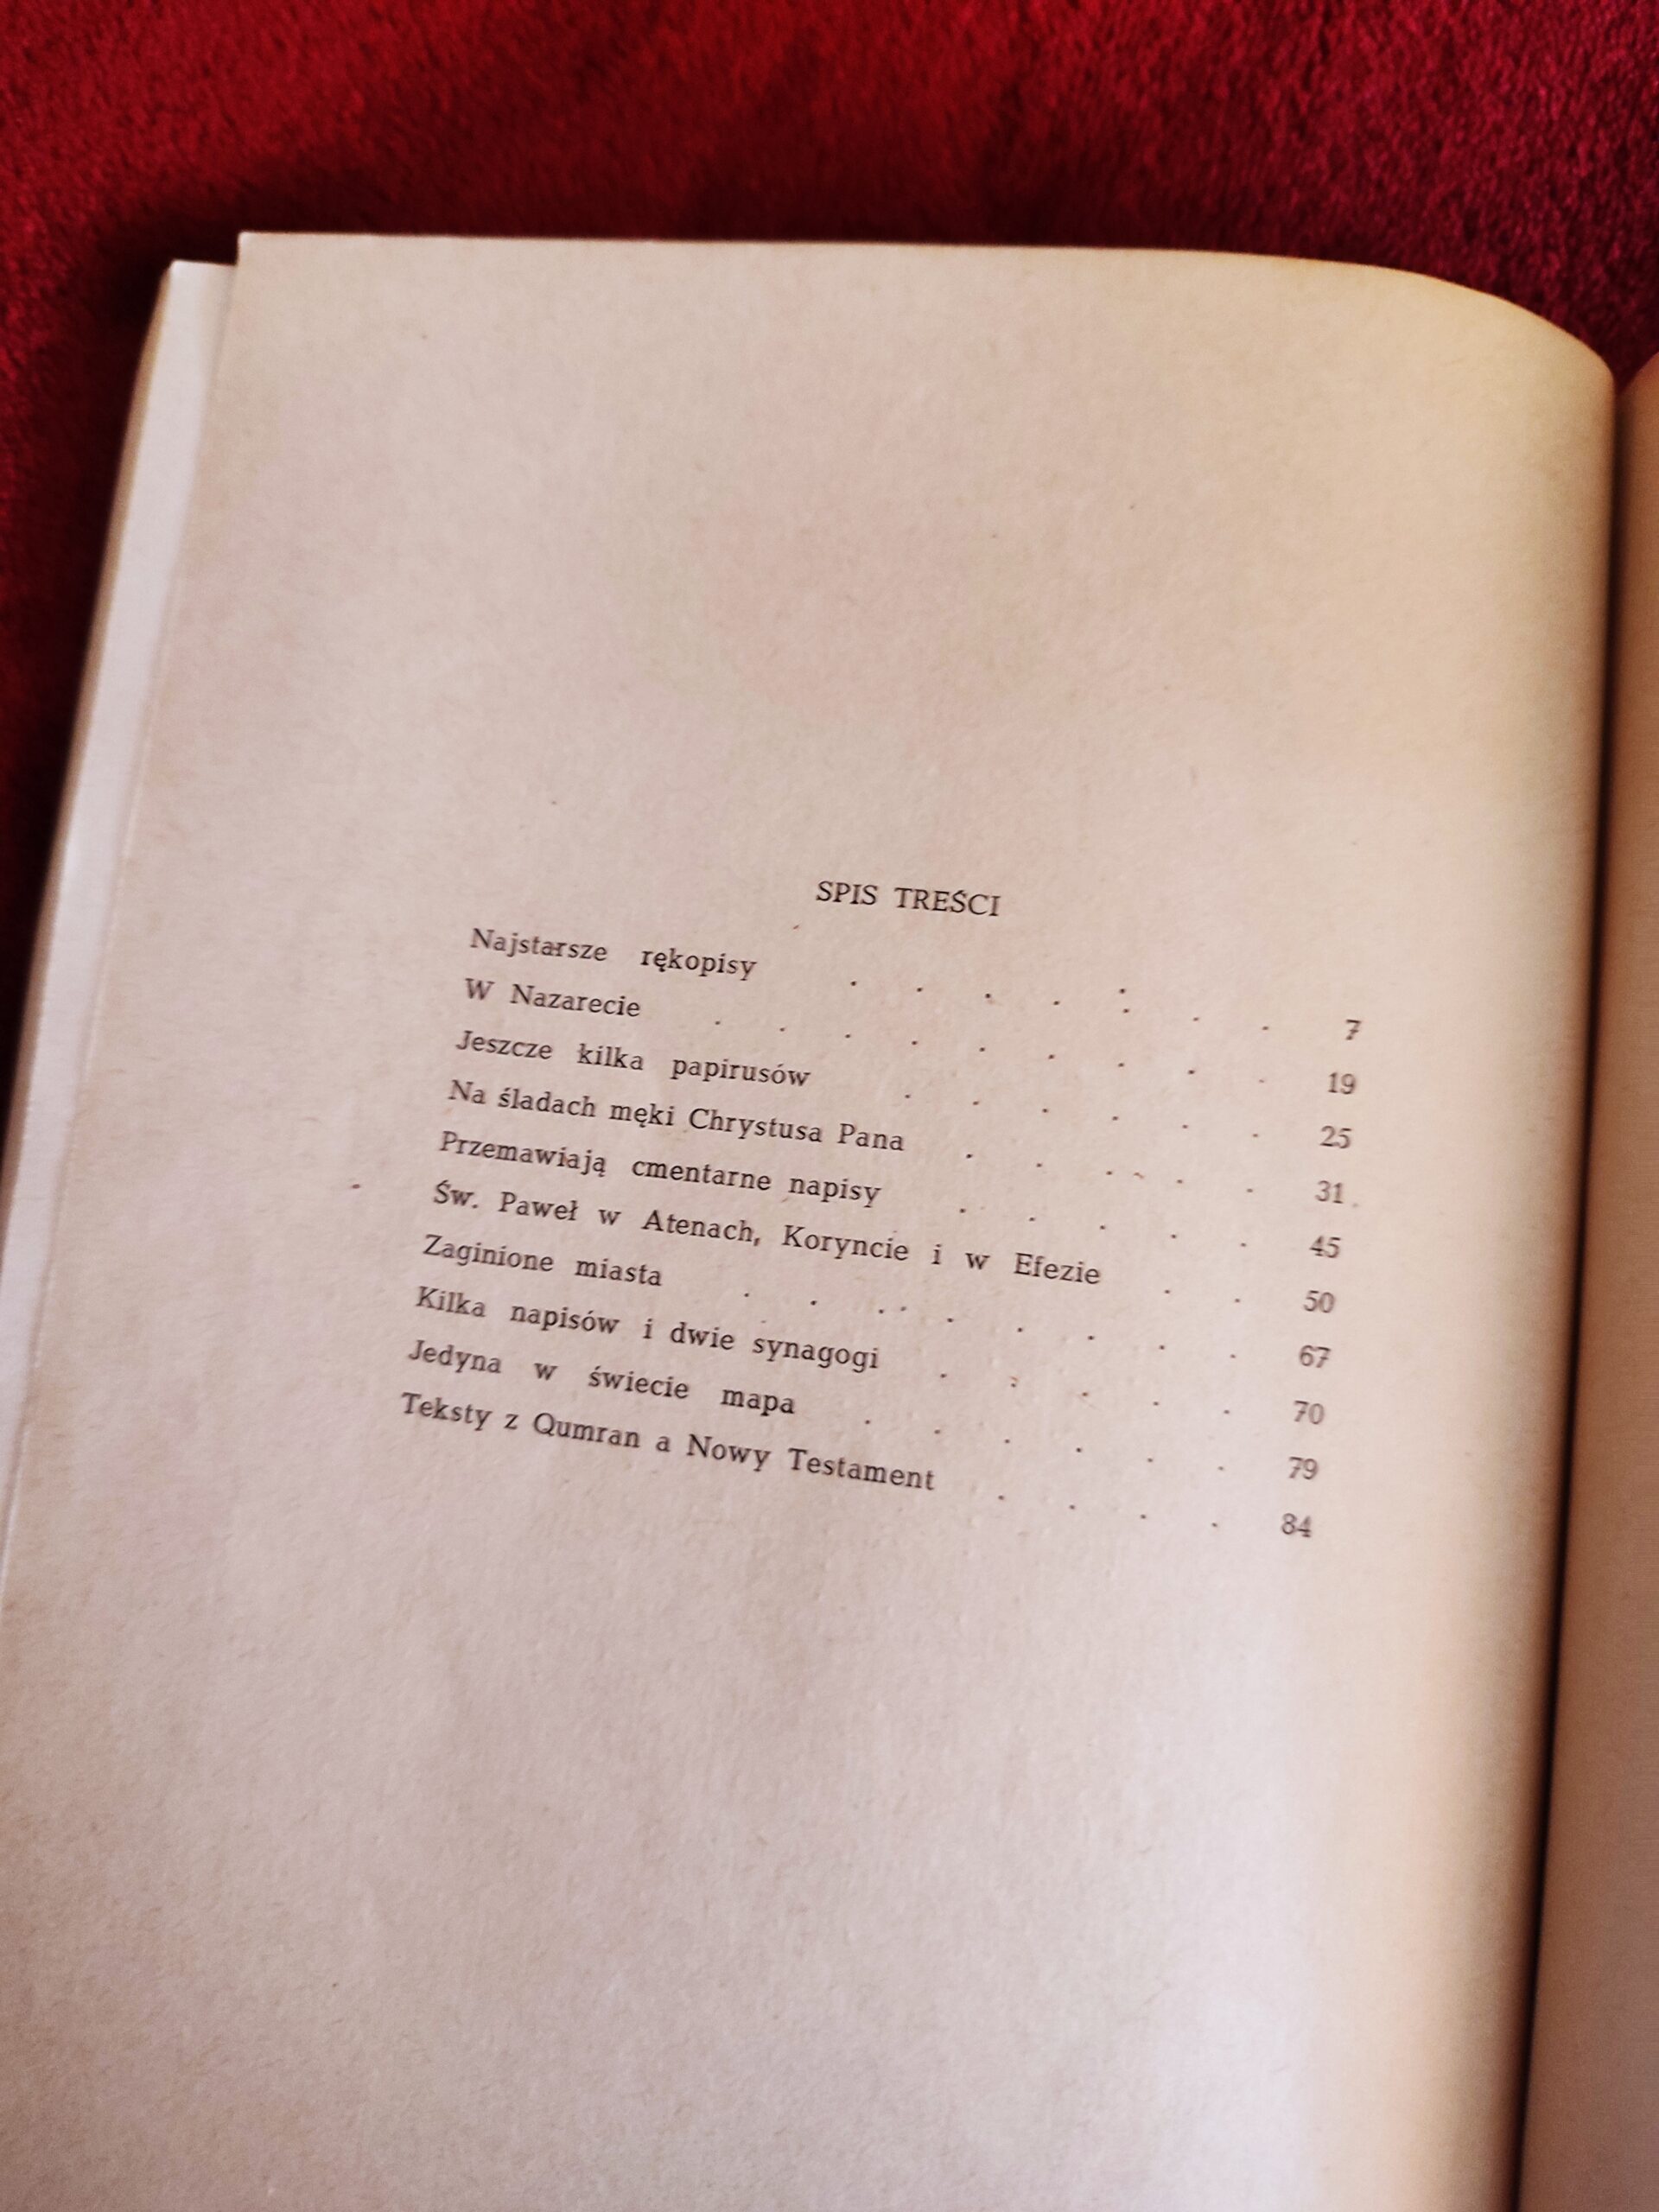 SPIS TREŚCI
Najstarsze rękopisy . . . . . . . 7
W Nazarecie . . . . . . . . . 19
Jeszcze kilka papirusów . . . . . . 25
Na śladach męki Chrystusa Pana . . . . . 31
Przemawiają cmentarne napisy . . . . . 45
Św. Paweł w Atenach, Koryncie i w Efezie . . 50
Zaginione miasta . . . . . . . . 67
Kilka napisów i dwie synagogi . . . . . 70
Jedyna w świecie mapa . . . . . . 79
Teksty z Qumran a Nowy Testament . . . . 84